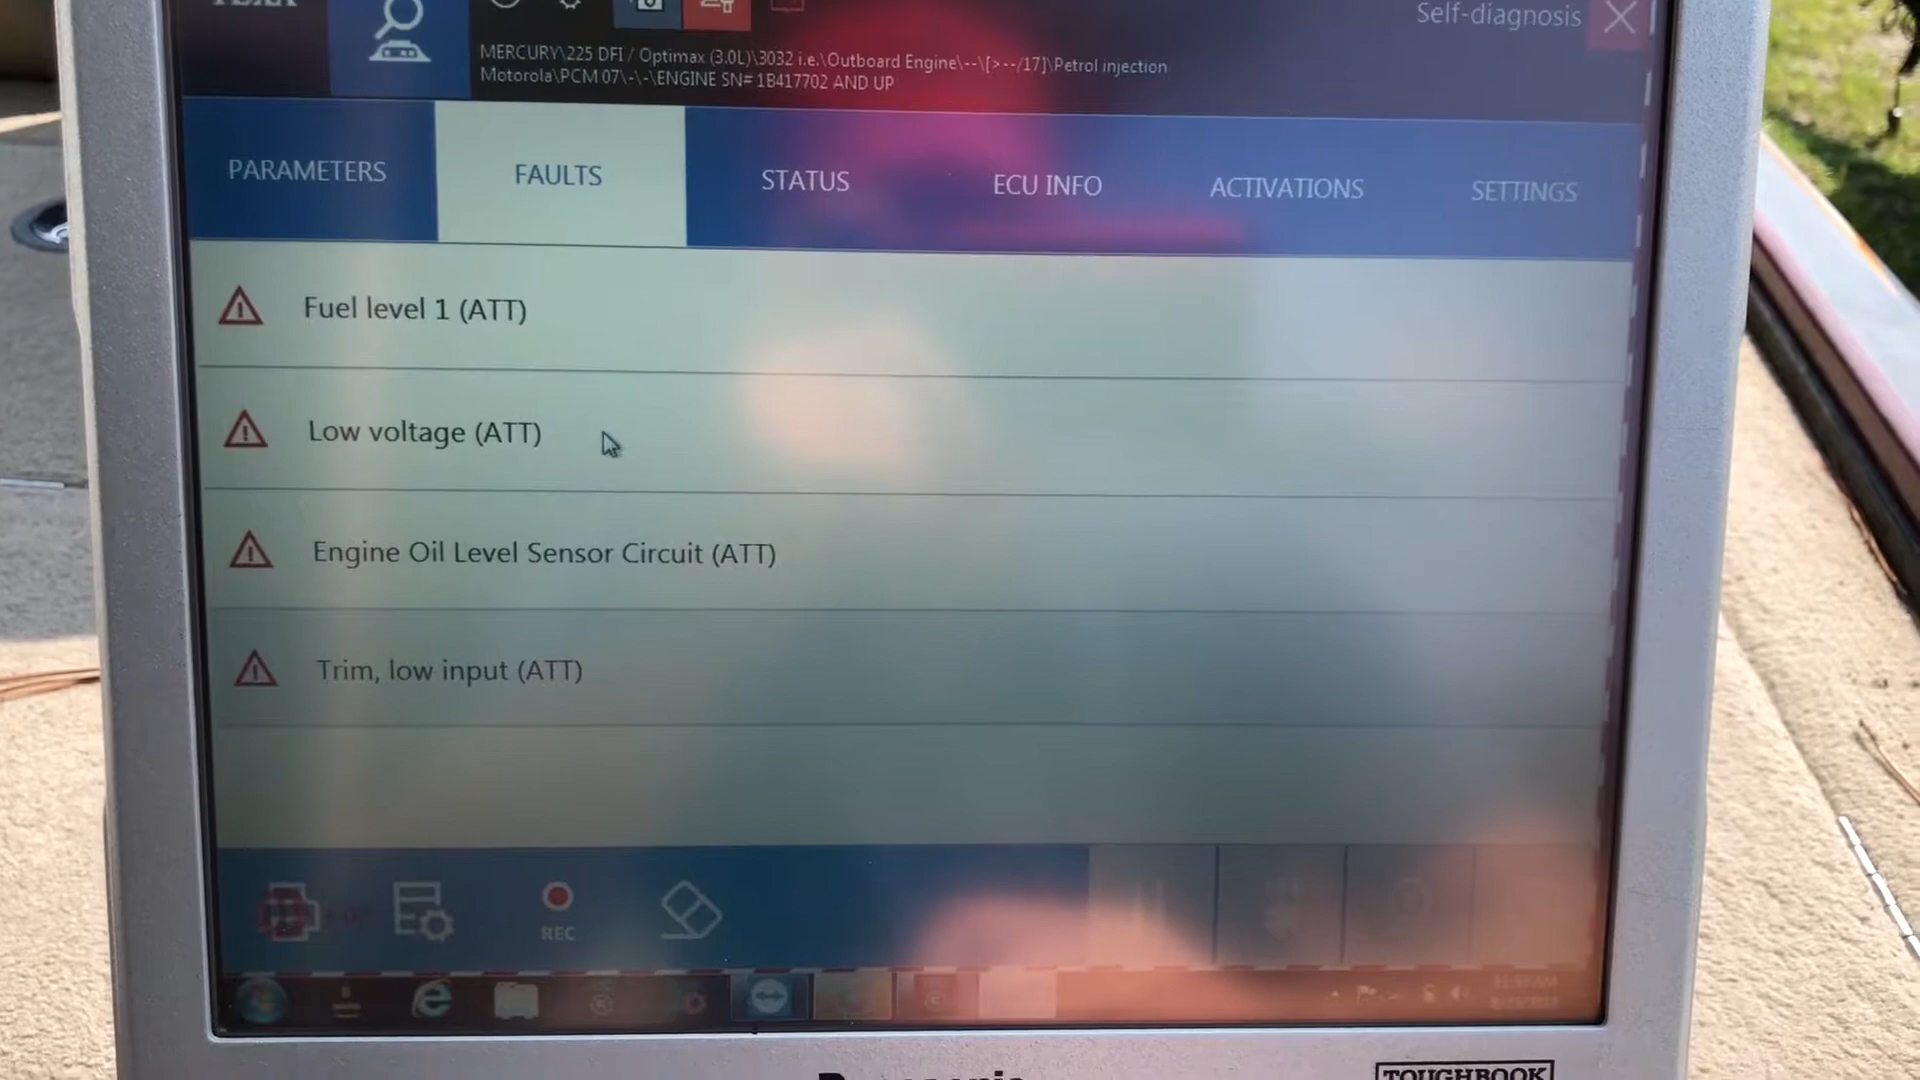 Self-diagnosis
MERCURY\225 DFI / Optimax (3.0L)\3032 i.e.\Outboard Engine\--\[>--/17]\Petrol injection
Motorola\PCM 07\-\-\ENGINE SN# 1B417702 AND UP
PARAMETERS
FAULTS
STATUS
ECU INFO
ACTIVATIONS
SETTINGS
Fuel level 1 (ATT)
Low voltage (ATT)
Engine Oil Level Sensor Circuit (ATT)
Trim, low input (ATT)
REC
Panasonic
TOUGHBOOK